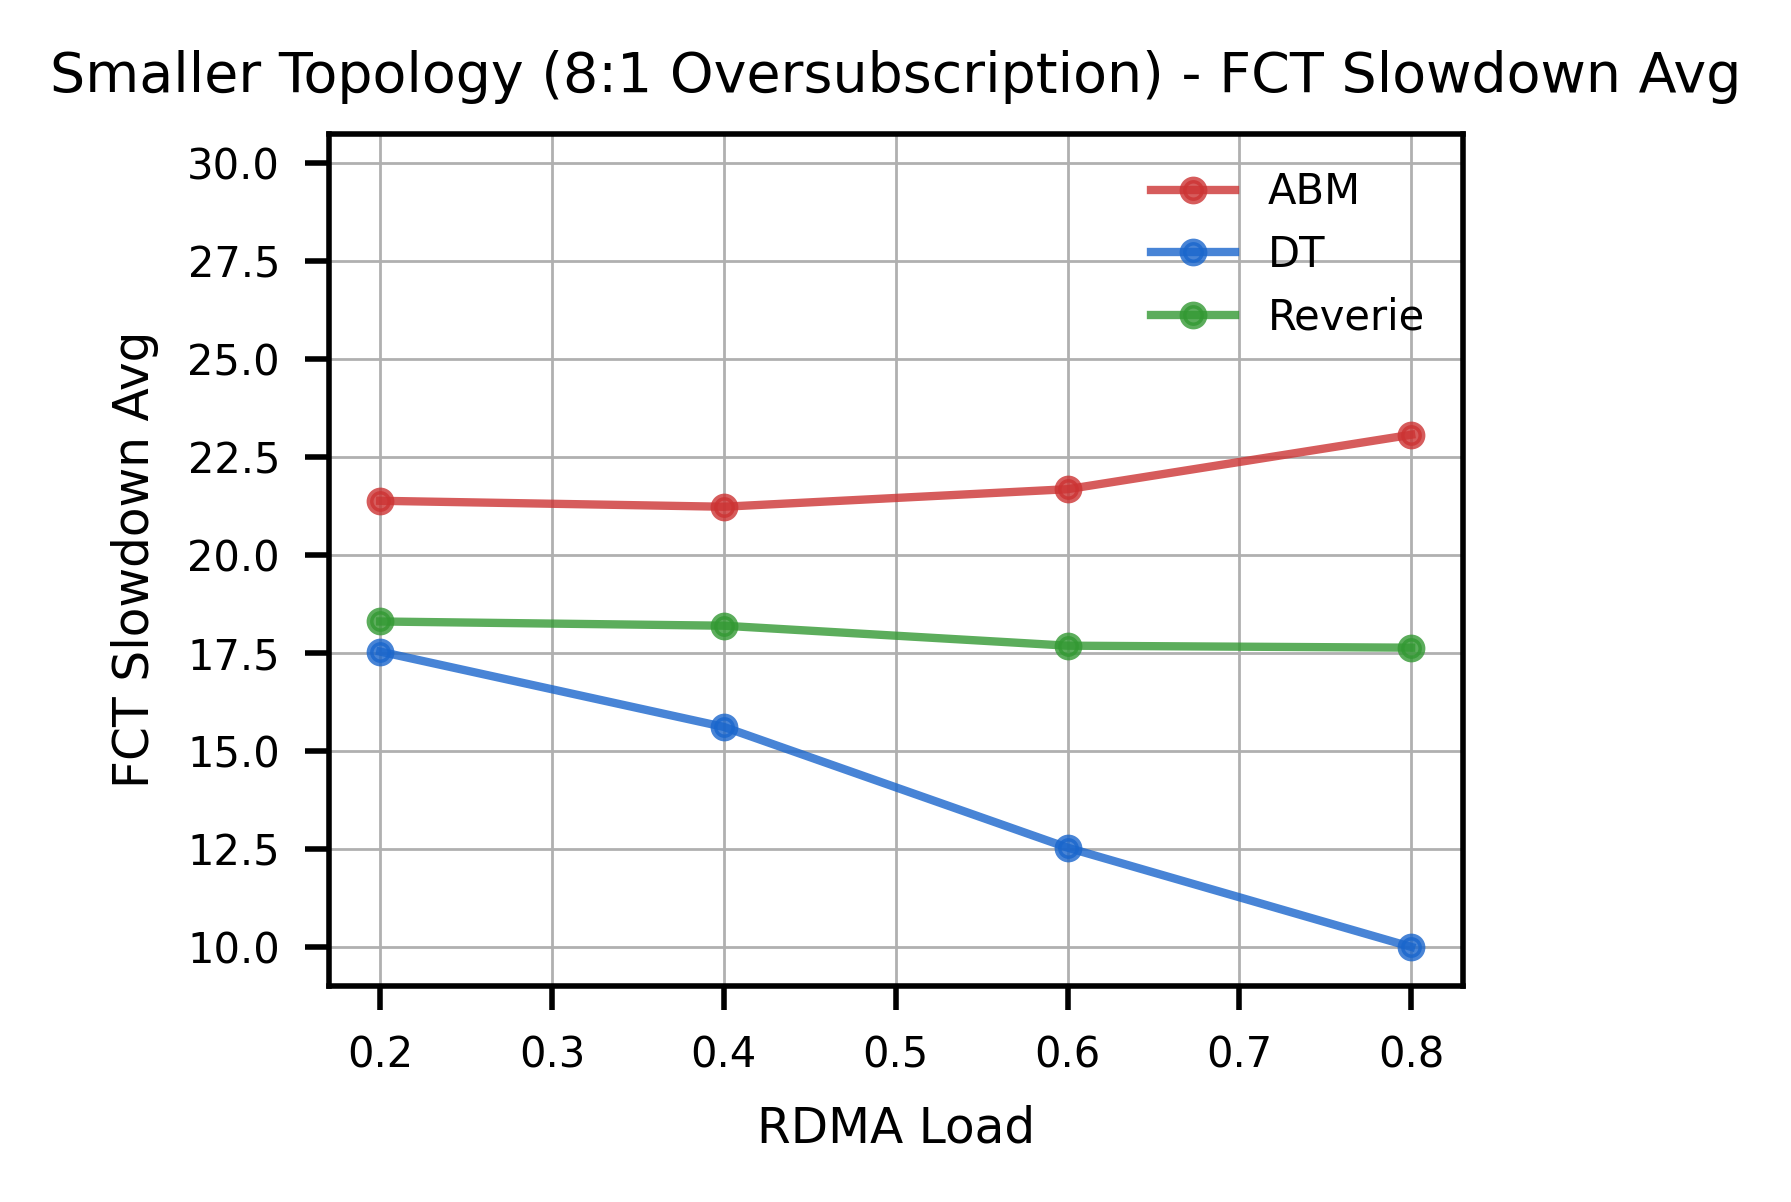 Smaller Topology (8:1 Oversubscription) - FCT Slowdown Avg
30.0
27.5
25.0
22.5
20.0
17.5
15.0
12.5
10.0
FCT Slowdown Avg
ABM
DT
Reverie
0.2 0.3 0.4 0.5 0.6 0.7 0.8
RDMA Load